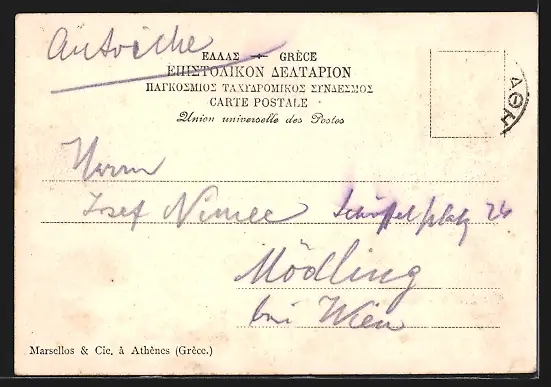 Autriche
ΕΛΛΑΣ GRÈCE
ΕΠΙΣΤΟΛΙΚΟΝ ΔΕΛΤΑΡΙΟΝ
ΠΑΓΚΟΣΜΙΟΣ ΤΑΧΥΔΡΟΜΙΚΟΣ ΣΥΝΔΕΣΜΟΣ
CARTE POSTALE
Union universelle des Postes
ΑΘΗ
Herrn
Josef Nimec Schöffelplatz 26
Mödling
bei Wien
Marsellos & Cie, à Athènes (Grèce.)